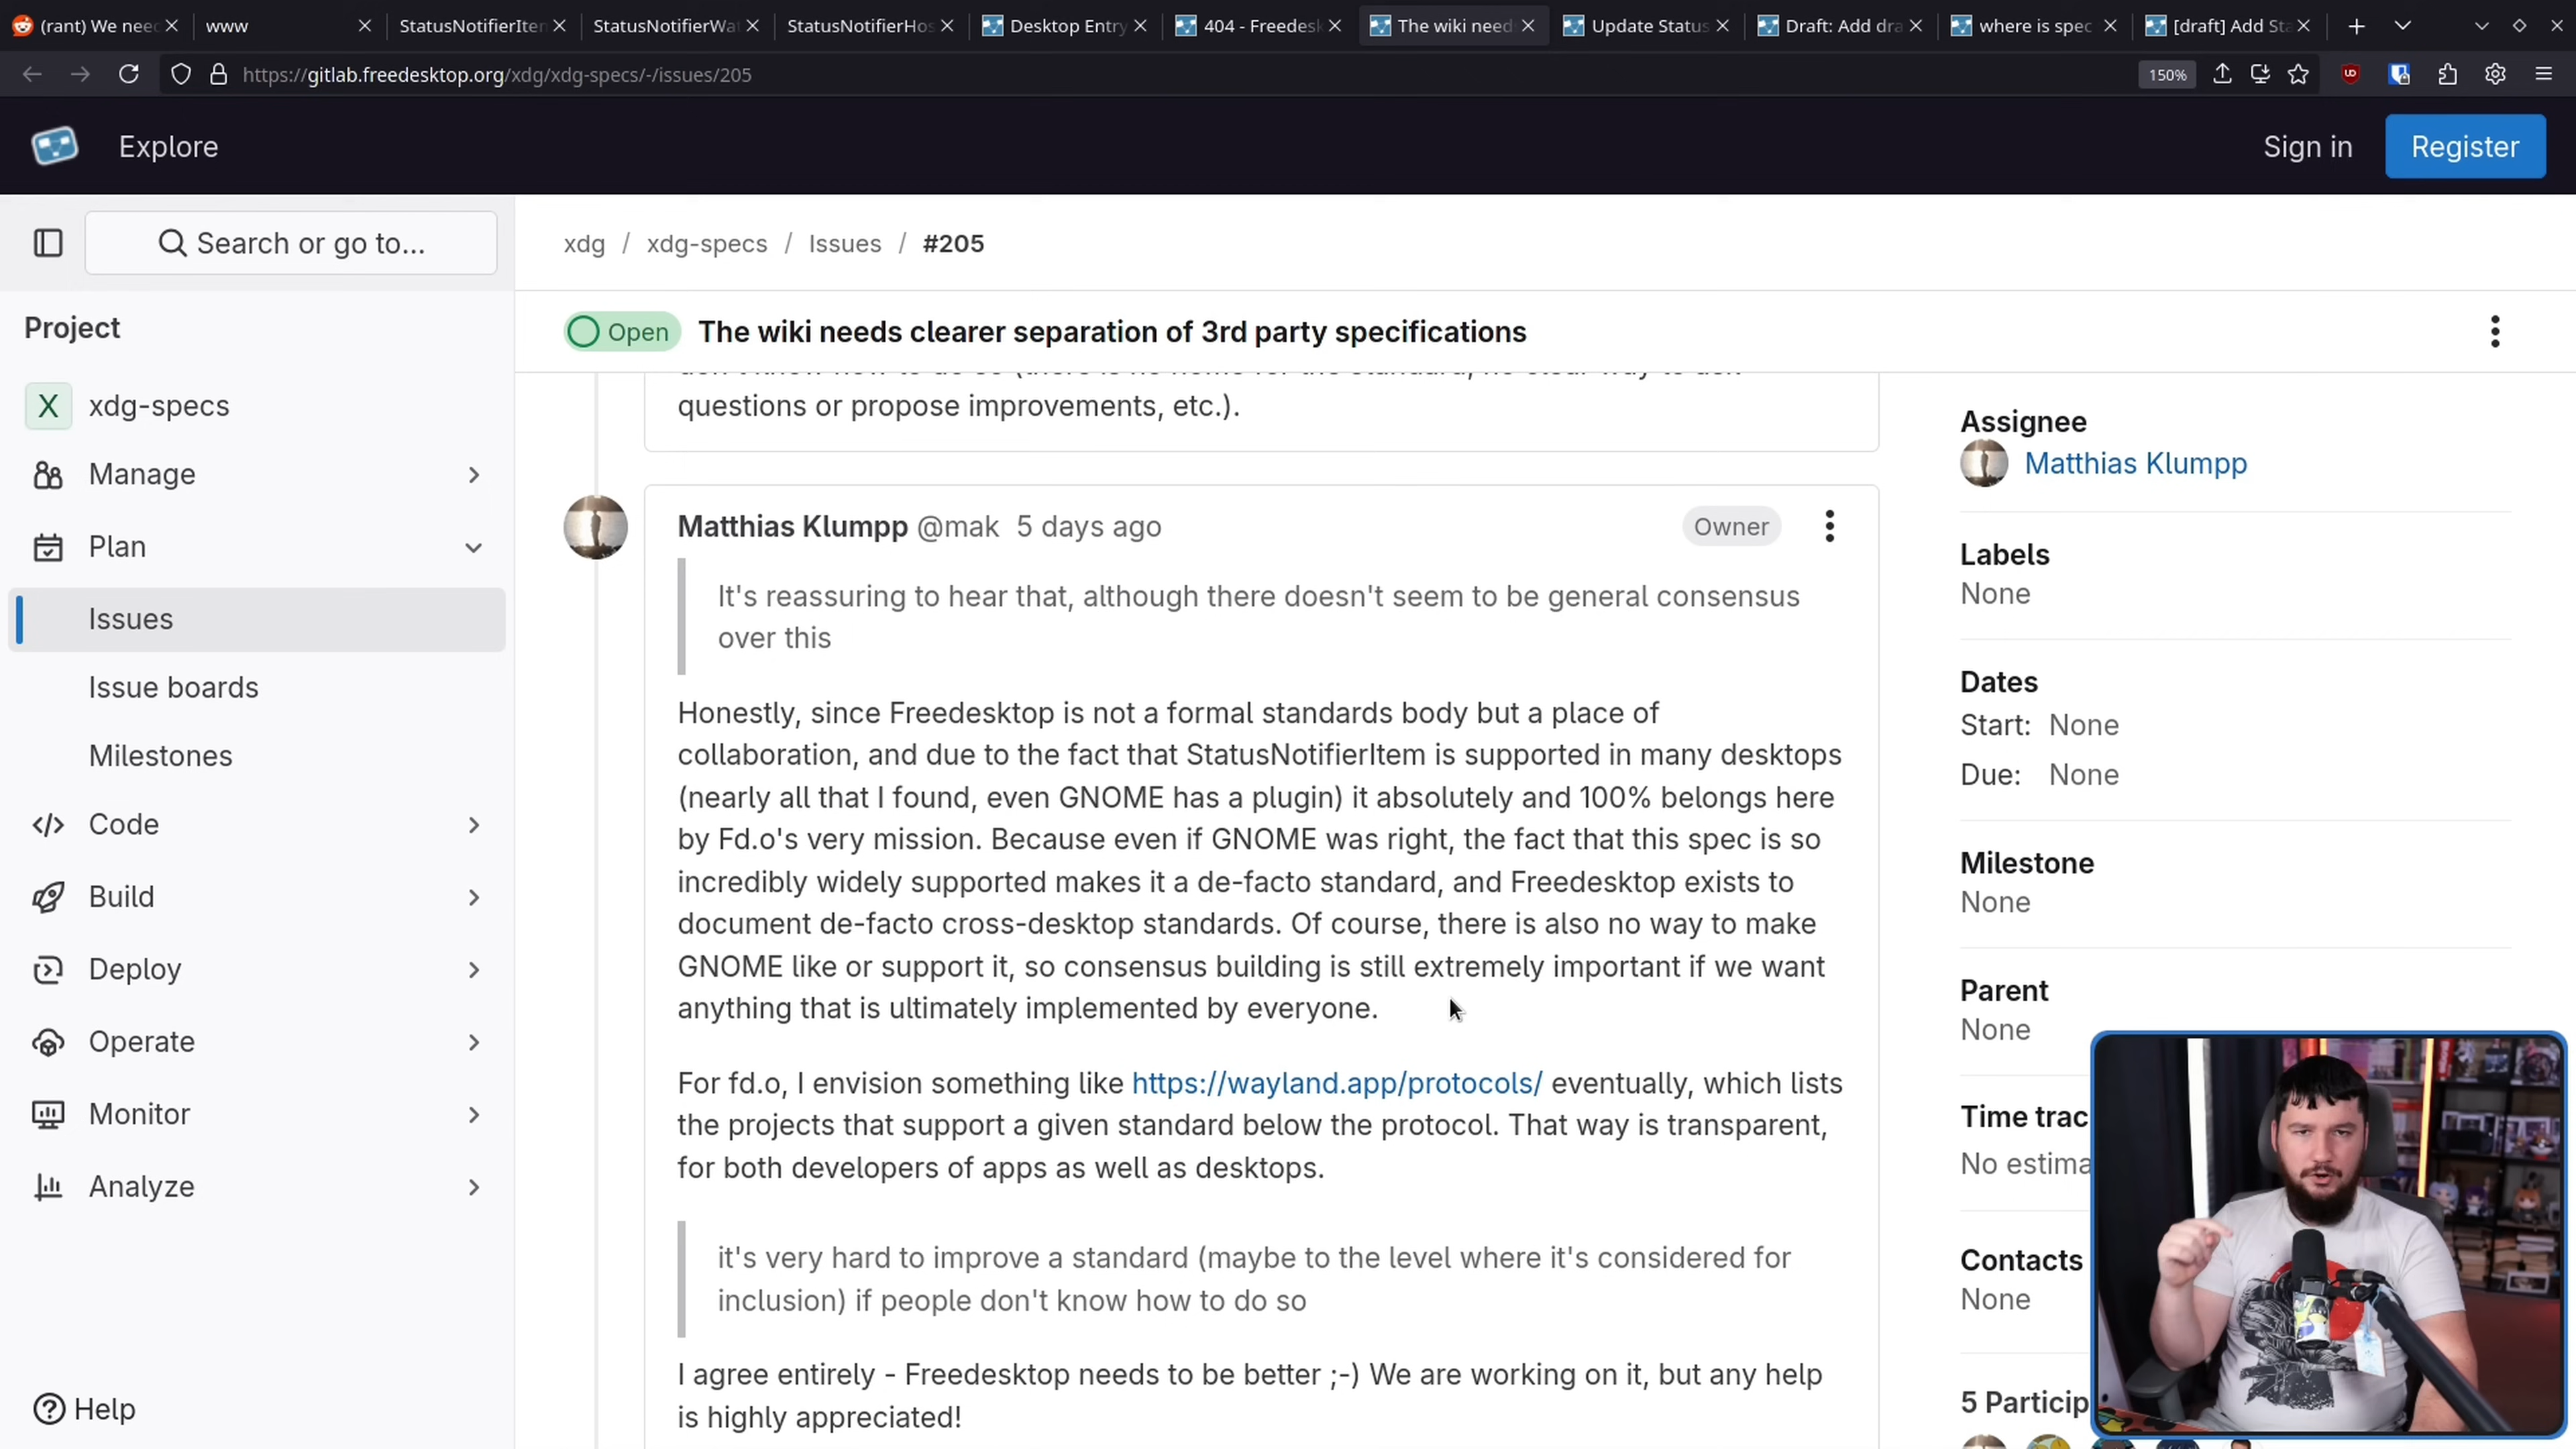 (rant) We nee
www
StatusNotifierIten
StatusNotifierWa
StatusNotifierHos
Desktop Entry
404 - Freedesk
The wiki need
Update Status
Draft: Add dra
where is spec
[draft] Add Sta
https://gitlab.freedesktop.org/xdg/xdg-specs/-/issues/205
150%
Explore
Sign in
Register
Search or go to...
xdg / xdg-specs / Issues / #205
Project
Open
The wiki needs clearer separation of 3rd party specifications
xdg-specs
Manage
Plan
Issues
Issue boards
Milestones
Code
Build
Deploy
Operate
Monitor
Analyze
Help
questions or propose improvements, etc.).
Matthias Klumpp @mak 5 days ago
Owner
It's reassuring to hear that, although there doesn't seem to be general consensus
over this
Honestly, since Freedesktop is not a formal standards body but a place of
collaboration, and due to the fact that StatusNotifierItem is supported in many desktops
(nearly all that I found, even GNOME has a plugin) it absolutely and 100% belongs here
by Fd.o's very mission. Because even if GNOME was right, the fact that this spec is so
incredibly widely supported makes it a de-facto standard, and Freedesktop exists to
document de-facto cross-desktop standards. Of course, there is also no way to make
GNOME like or support it, so consensus building is still extremely important if we want
anything that is ultimately implemented by everyone.
For fd.o, I envision something like https://wayland.app/protocols/ eventually, which lists
the projects that support a given standard below the protocol. That way is transparent,
for both developers of apps as well as desktops.
it's very hard to improve a standard (maybe to the level where it's considered for
inclusion) if people don't know how to do so
I agree entirely - Freedesktop needs to be better ;-) We are working on it, but any help
is highly appreciated!
Assignee
Matthias Klumpp
Labels
None
Dates
Start: None
Due: None
Milestone
None
Parent
None
Time trac
No estima
Contacts
None
5 Particip